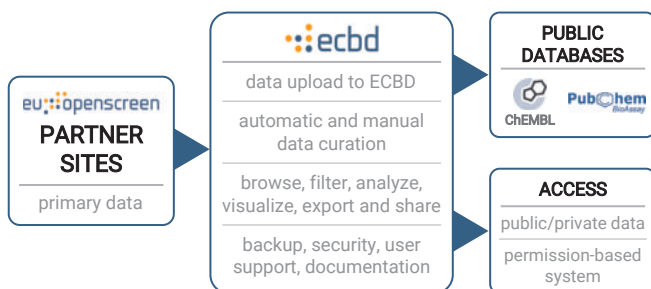 eu openscreen
PARTNER
SITES
primary data
ecbd
data upload to ECBD
automatic and manual
data curation
browse, filter, analyze,
visualize, export and share
backup, security, user
support, documentation
PUBLIC
DATABASES
ChEMBL
PubChem
BioAssay
ACCESS
public/private data
permission-based
system